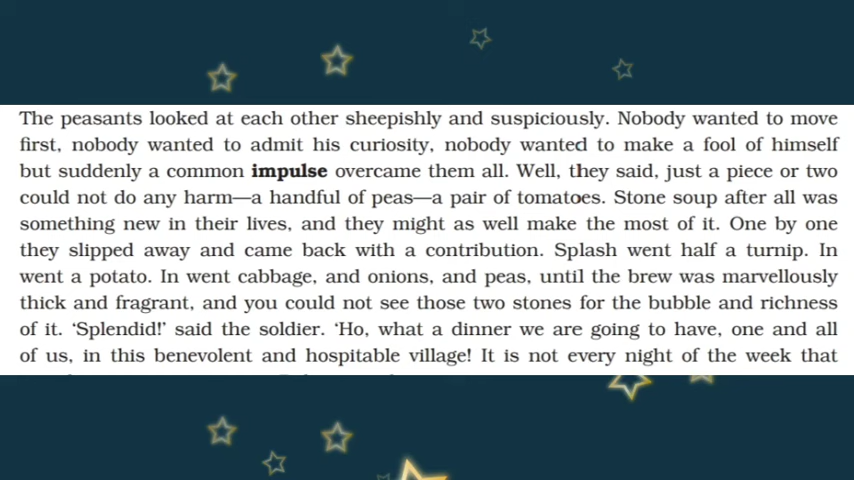 The peasants looked at each other sheepishly and suspiciously. Nobody wanted to move
first, nobody wanted to admit his curiosity, nobody wanted to make a fool of himself
but suddenly a common impulse overcame them all. Well, they said, just a piece or two
could not do any harm—a handful of peas—a pair of tomatoes. Stone soup after all was
something new in their lives, and they might as well make the most of it. One by one
they slipped away and came back with a contribution. Splash went half a turnip. In
went a potato. In went cabbage, and onions, and peas, until the brew was marvellously
thick and fragrant, and you could not see those two stones for the bubble and richness
of it. ‘Splendid!’ said the soldier. ‘Ho, what a dinner we are going to have, one and all
of us, in this benevolent and hospitable village! It is not every night of the week that